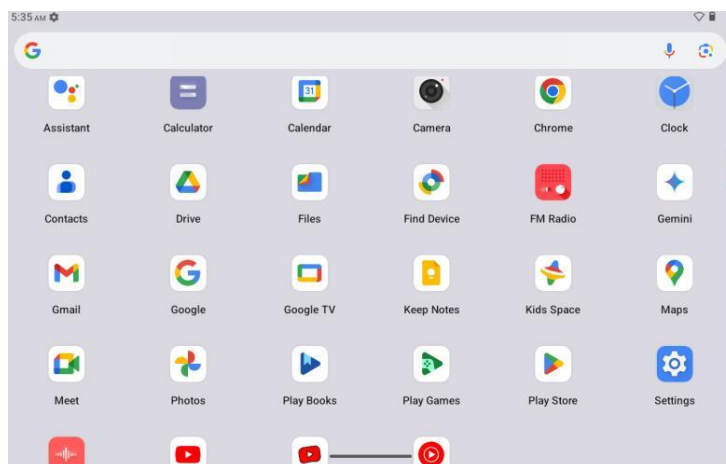 5:35 AM
Assistant Calculator Calendar Camera Chrome Clock
Contacts Drive Files Find Device FM Radio Gemini
Gmail Google Google TV Keep Notes Kids Space Maps
Meet Photos Play Books Play Games Play Store Settings
31